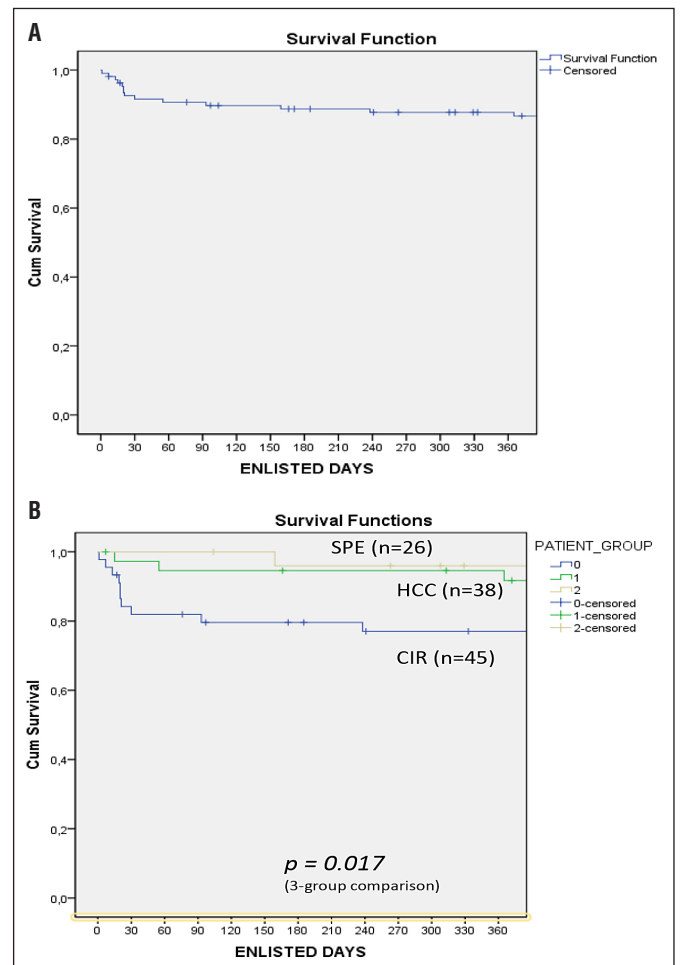 A
Survival Function
Survival Function
Censored
1,0
0,8
0,6
0,4
0,2
0,0
Cum Survival
0 30 60 90 120 150 180 210 240 270 300 330 360
ENLISTED DAYS
B
Survival Functions
SPE (n=26)
HCC (n=38)
CIR (n=45)
PATIENT_GROUP
0
1
2
0-censored
1-censored
2-censored
1,0
0,8
0,6
0,4
0,2
0,0
Cum Survival
p = 0.017
(3-group comparison)
0 30 60 90 120 150 180 210 240 270 300 330 360
ENLISTED DAYS